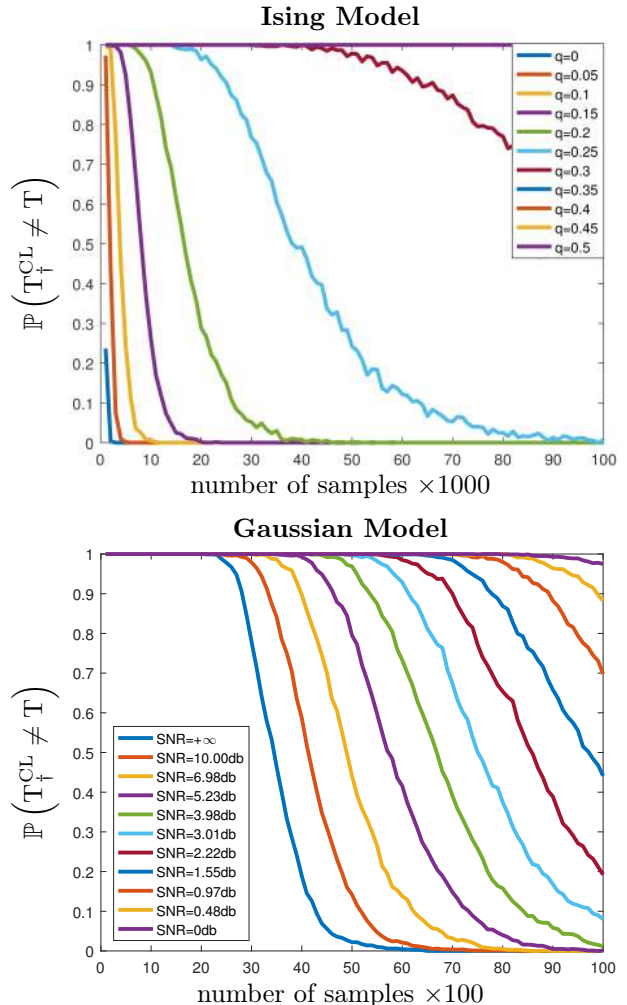 Ising Model
1
0.9
0.8
0.7
0.6
0.5
0.4
0.3
0.2
0.1
0
ℙ (T†^CL ≠ T)
q=0
q=0.05
q=0.1
q=0.15
q=0.2
q=0.25
q=0.3
q=0.35
q=0.4
q=0.45
q=0.5
0 10 20 30 40 50 60 70 80 90 100
number of samples ×1000
Gaussian Model
1
0.9
0.8
0.7
0.6
0.5
0.4
0.3
0.2
0.1
0
ℙ (T†^CL ≠ T)
SNR=+∞
SNR=10.00db
SNR=6.98db
SNR=5.23db
SNR=3.98db
SNR=3.01db
SNR=2.22db
SNR=1.55db
SNR=0.97db
SNR=0.48db
SNR=0db
0 10 20 30 40 50 60 70 80 90 100
number of samples ×100